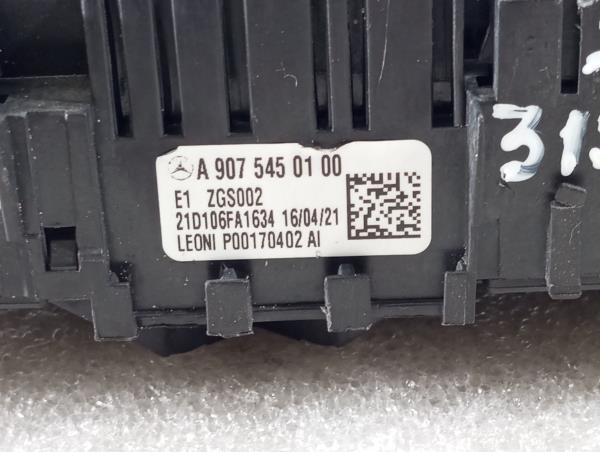 A 907 545 01 00
E1 ZGS002
21D106FA1634 16/04/21
LEONI P00170402 AI